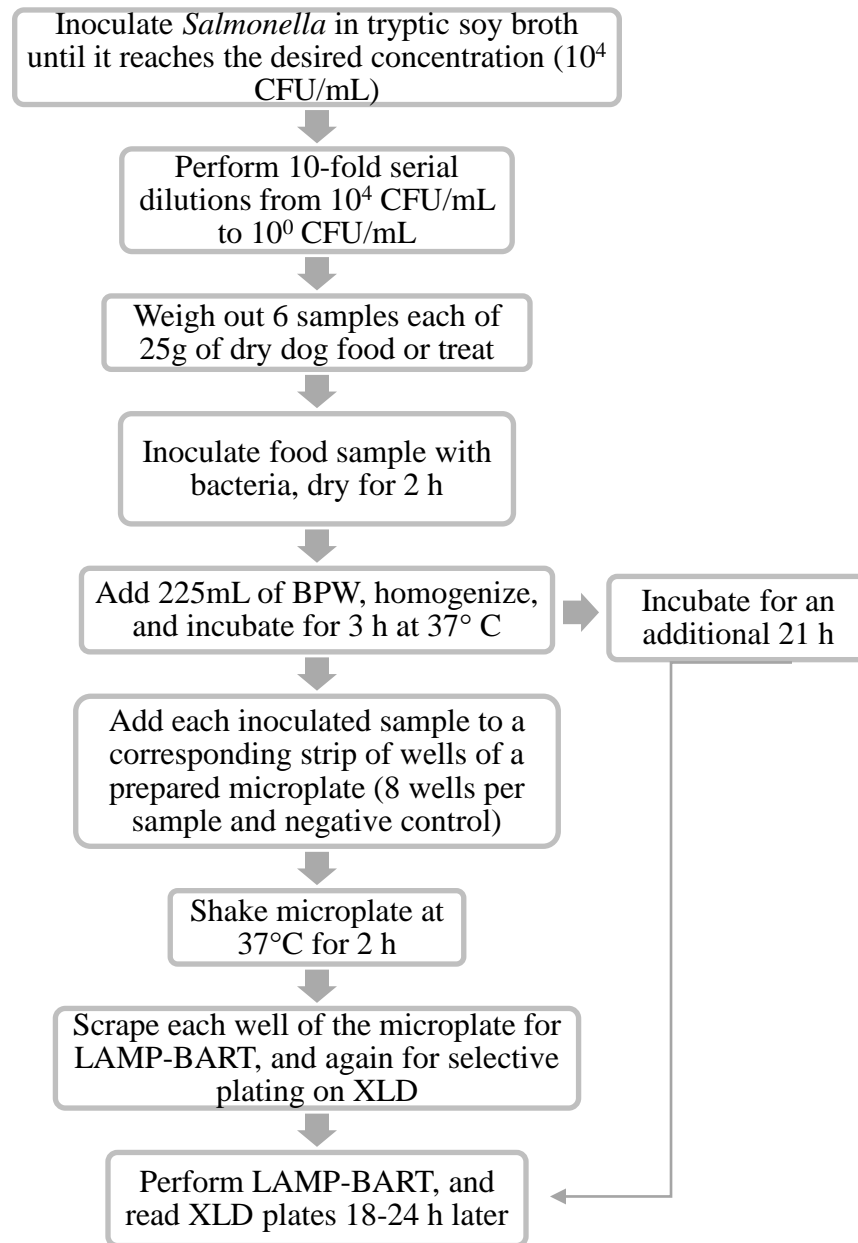 Inoculate Salmonella in tryptic soy broth
until it reaches the desired concentration (10⁴
CFU/mL)
Perform 10-fold serial
dilutions from 10⁴ CFU/mL
to 10⁰ CFU/mL
Weigh out 6 samples each of
25g of dry dog food or treat
Inoculate food sample with
bacteria, dry for 2 h
Add 225mL of BPW, homogenize,
and incubate for 3 h at 37° C
Incubate for an
additional 21 h
Add each inoculated sample to a
corresponding strip of wells of a
prepared microplate (8 wells per
sample and negative control)
Shake microplate at
37°C for 2 h
Scrape each well of the microplate for
LAMP-BART, and again for selective
plating on XLD
Perform LAMP-BART, and
read XLD plates 18-24 h later